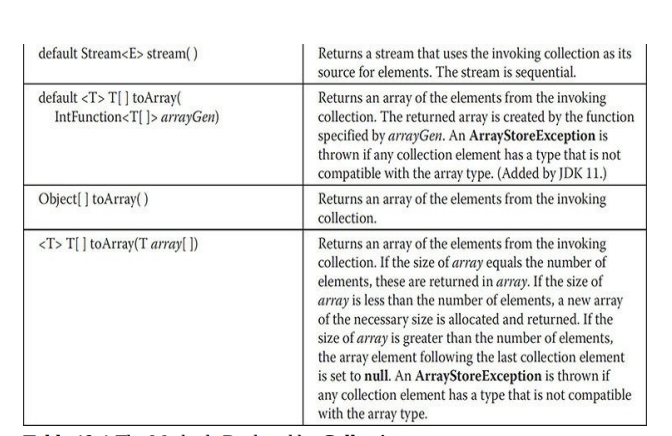 default Stream<E> stream( )
Returns a stream that uses the invoking collection as its
source for elements. The stream is sequential.
default <T> T[ ] toArray(
IntFunction<T[ ]> arrayGen)
Returns an array of the elements from the invoking
collection. The returned array is created by the function
specified by arrayGen. An ArrayStoreException is
thrown if any collection element has a type that is not
compatible with the array type. (Added by JDK 11.)
Object[ ] toArray( )
Returns an array of the elements from the invoking
collection.
<T> T[ ] toArray(T array[ ])
Returns an array of the elements from the invoking
collection. If the size of array equals the number of
elements, these are returned in array. If the size of
array is less than the number of elements, a new array
of the necessary size is allocated and returned. If the
size of array is greater than the number of elements,
the array element following the last collection element
is set to null. An ArrayStoreException is thrown if
any collection element has a type that is not compatible
with the array type.